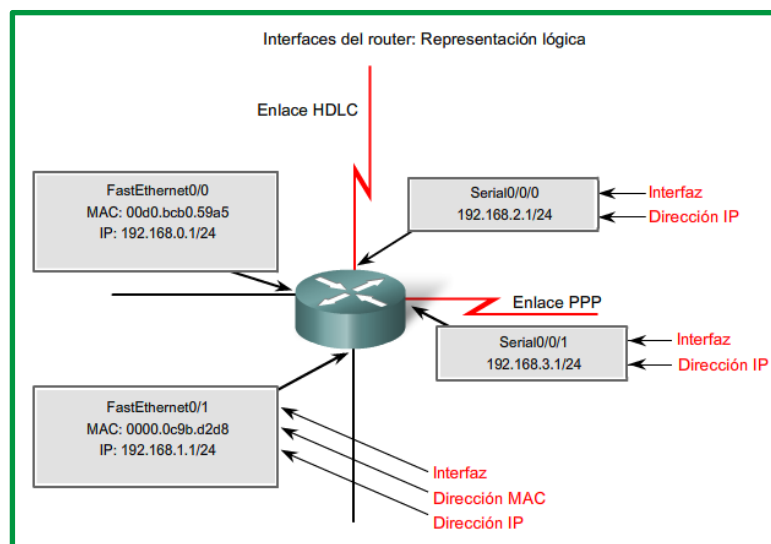 Interfaces del router: Representación lógica
Enlace HDLC
FastEthernet0/0
MAC: 00d0.bcb0.59a5
IP: 192.168.0.1/24
Serial0/0/0
192.168.2.1/24
Interfaz
Dirección IP
Enlace PPP
Serial0/0/1
192.168.3.1/24
Interfaz
Dirección IP
FastEthernet0/1
MAC: 0000.0c9b.d2d8
IP: 192.168.1.1/24
Interfaz
Dirección MAC
Dirección IP